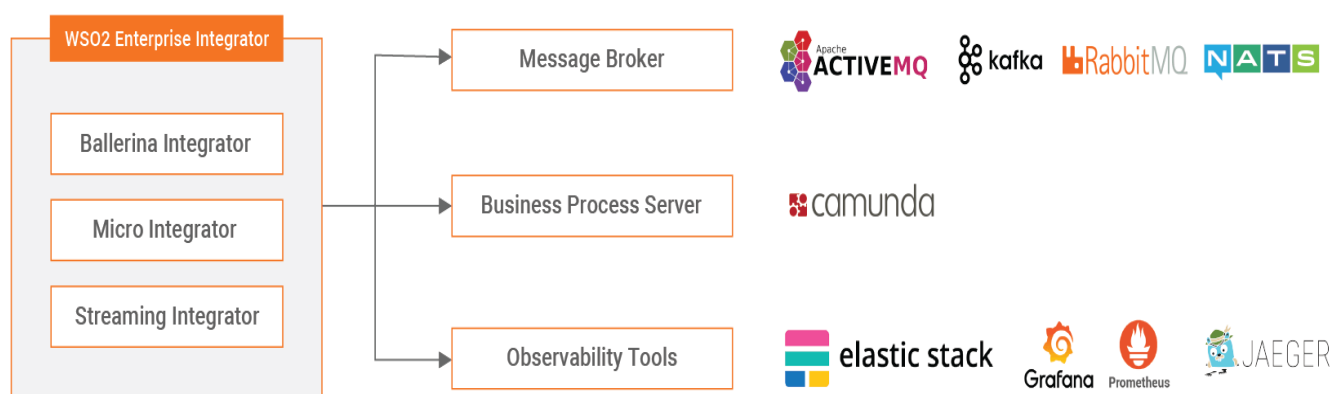 WSO2 Enterprise Integrator
Ballerina Integrator
Micro Integrator
Streaming Integrator
Message Broker
Apache
ACTIVEMQ
kafka
RabbitMQ
NATS
Business Process Server
camunda
Observability Tools
elastic stack
Grafana
Prometheus
JAEGER